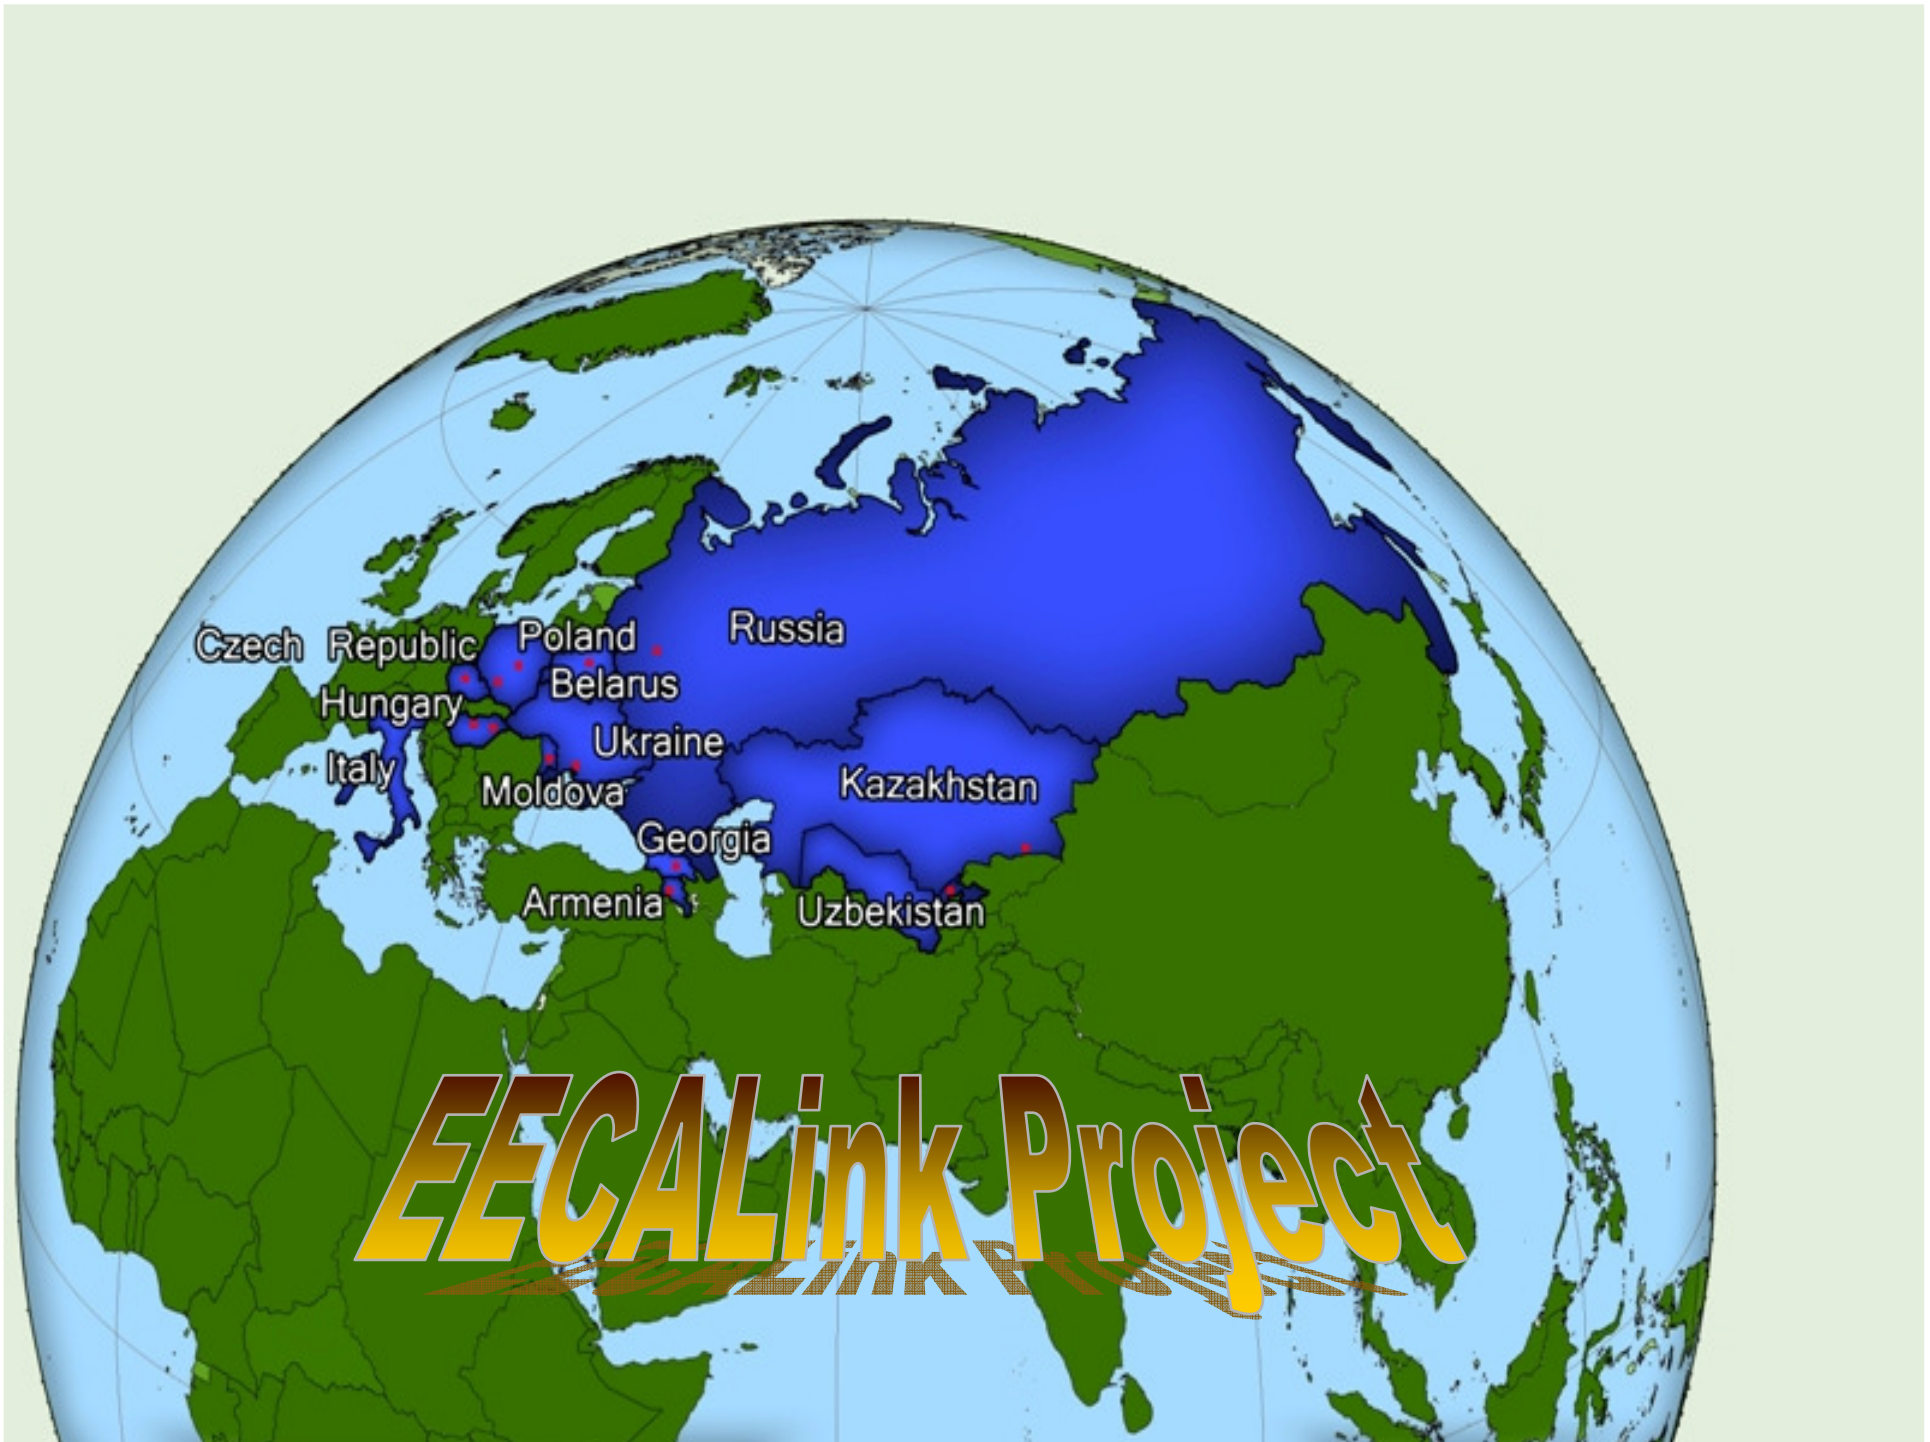 Russia
Czech Republic
Poland
Belarus
Hungary
Ukraine
Italy
Moldova
Kazakhstan
Georgia
Armenia
Uzbekistan
EECALink Project